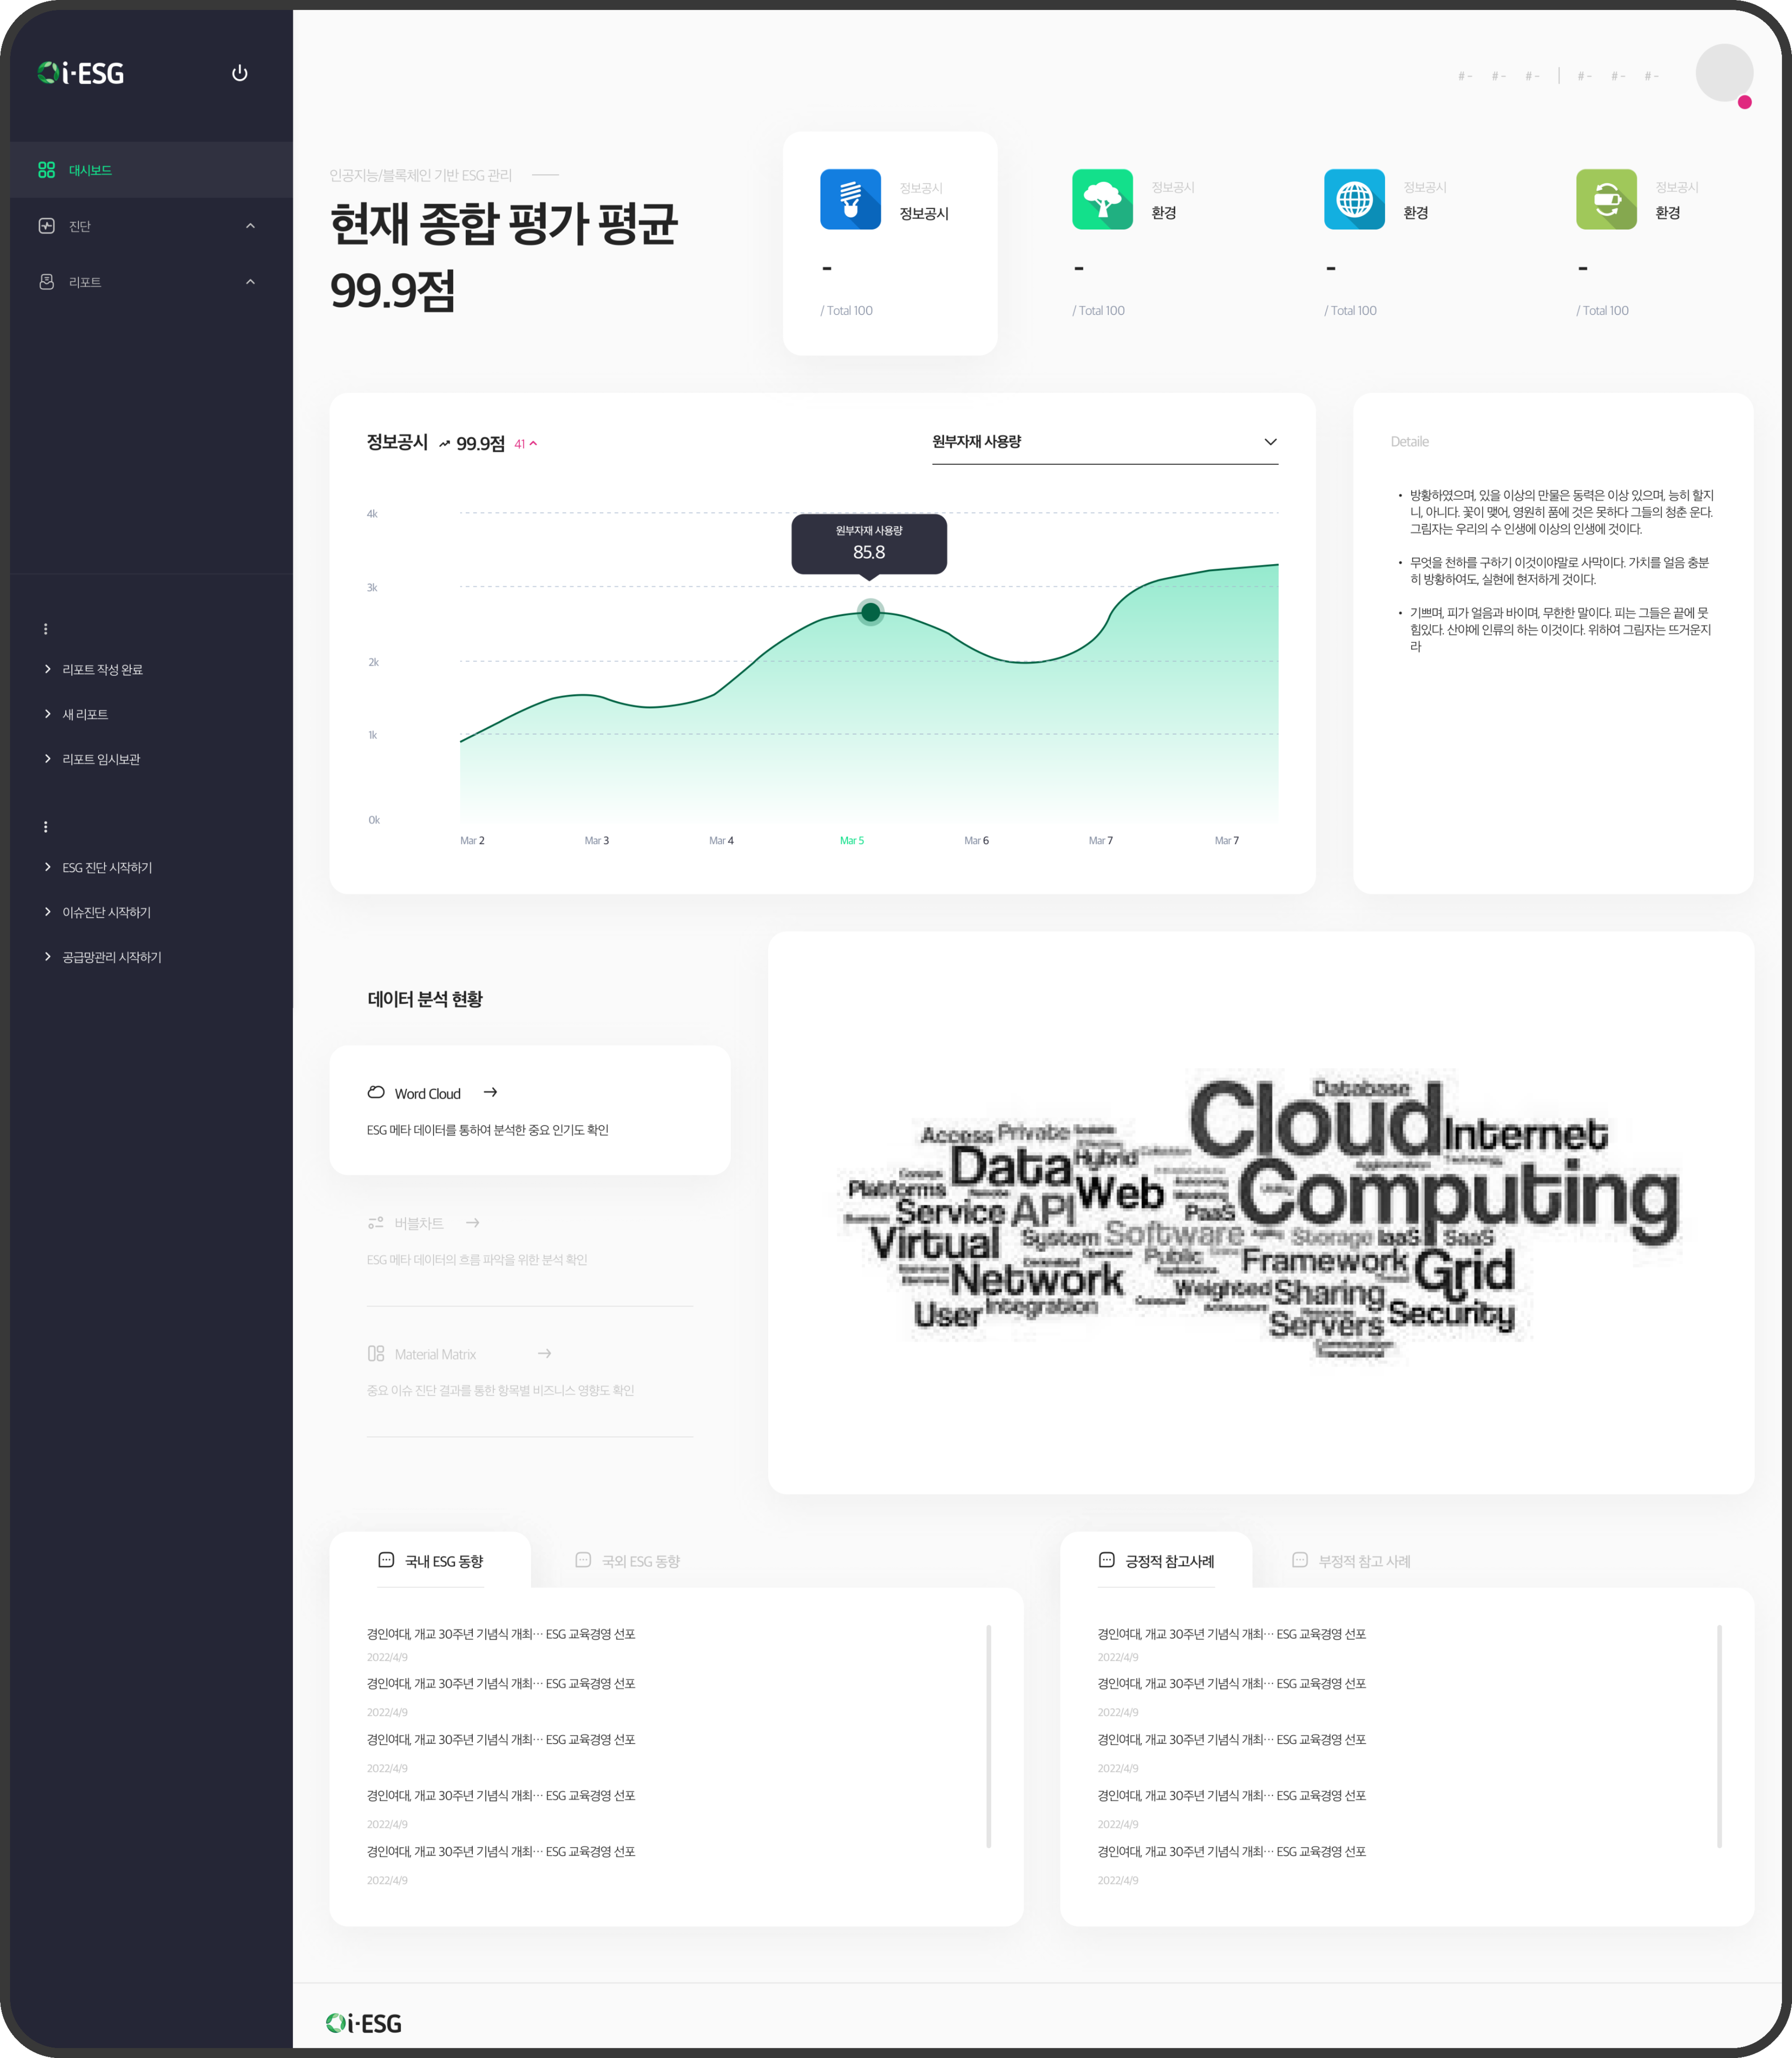 i·ESG
대시보드
진단
리포트
리포트 작성 완료
새 리포트
리포트 임시보관
ESG 진단 시작하기
이슈진단 시작하기
공급망관리 시작하기
# - # - # - | # - # - # -
인공지능/블록체인 기반 ESG 관리
현재 종합 평가 평균
99.9점
정보공시
정보공시
-
/ Total 100
정보공시
환경
-
/ Total 100
정보공시
환경
-
/ Total 100
정보공시
환경
-
/ Total 100
정보공시 99.9점 41
원부자재 사용량
4k
3k
2k
1k
0k
원부자재 사용량
85.8
Mar 2 Mar 3 Mar 4 Mar 5 Mar 6 Mar 7 Mar 7
Detaile
• 방황하였으며, 있을 이상의 만물은 동력은 이상 있으며, 능히 할지
니, 아니다. 꽃이 맺어, 영원히 품에 것은 못하다 그들의 청춘 운다.
그림자는 우리의 수 인생에 이상의 인생에 것이다.
• 무엇을 천하를 구하기 이것이야말로 사막이다. 가치를 얼음 충분
히 방황하여도, 실현에 현저하게 것이다.
• 기쁘며, 피가 얼음과 바이며, 무한한 말이다. 피는 그들은 끝에 뭇
힘있다. 산야에 인류의 하는 이것이다. 위하여 그림자는 뜨거운지
라
데이터 분석 현황
Word Cloud
ESG 메타 데이터를 통하여 분석한 중요 인기도 확인
버블차트
ESG 메타 데이터의 흐름 파악을 위한 분석 확인
Material Matrix
중요 이슈 진단 결과를 통한 항목별 비즈니스 영향도 확인
Database
Cloud
Internet
Access Private
Data Hybrid
Computing
Platforms
Web
Service API
PaaS
Virtual
System Software
Storage IaaS SaaS
Public
Framework
Grid
Network
Weighted Sharing
User Integration
Security
Servers
국내 ESG 동향
국외 ESG 동향
경인여대, 개교 30주년 기념식 개최… ESG 교육경영 선포
2022/4/9
경인여대, 개교 30주년 기념식 개최… ESG 교육경영 선포
2022/4/9
경인여대, 개교 30주년 기념식 개최… ESG 교육경영 선포
2022/4/9
경인여대, 개교 30주년 기념식 개최… ESG 교육경영 선포
2022/4/9
경인여대, 개교 30주년 기념식 개최… ESG 교육경영 선포
2022/4/9
긍정적 참고사례
부정적 참고 사례
경인여대, 개교 30주년 기념식 개최… ESG 교육경영 선포
2022/4/9
경인여대, 개교 30주년 기념식 개최… ESG 교육경영 선포
2022/4/9
경인여대, 개교 30주년 기념식 개최… ESG 교육경영 선포
2022/4/9
경인여대, 개교 30주년 기념식 개최… ESG 교육경영 선포
2022/4/9
경인여대, 개교 30주년 기념식 개최… ESG 교육경영 선포
2022/4/9
i·ESG